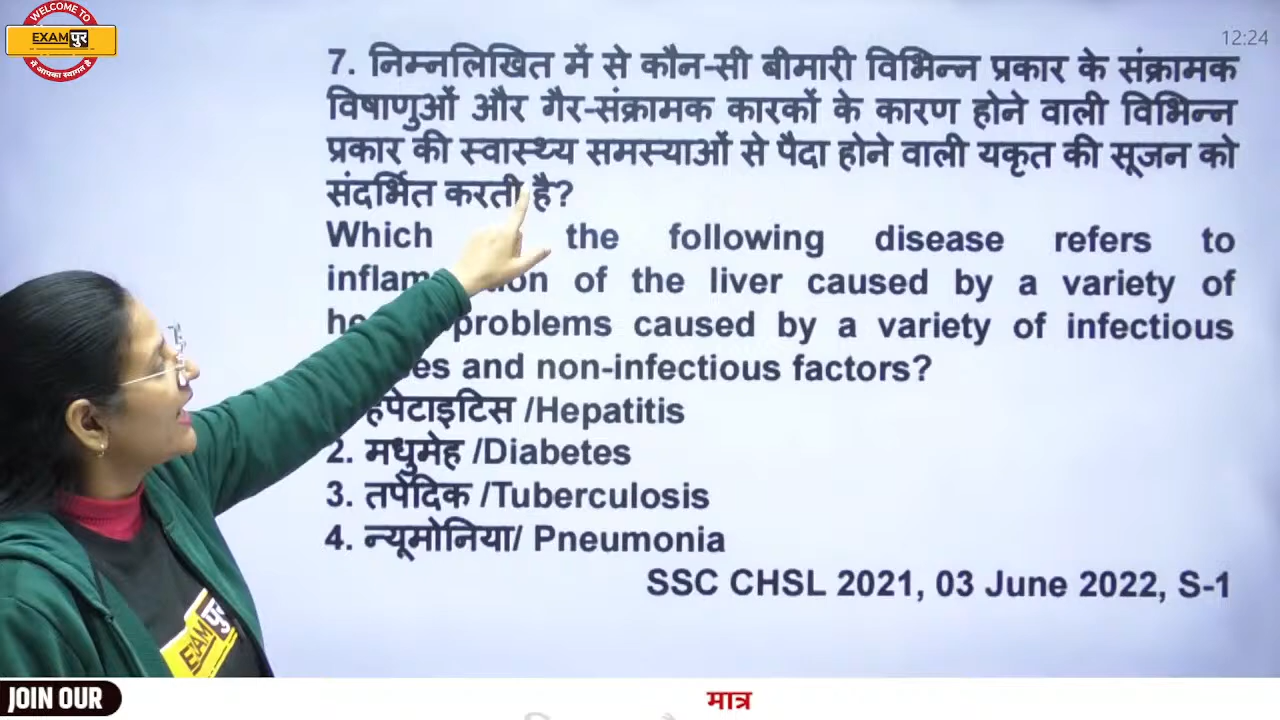 WELCOME TO
EXAMपुर
में आपका स्वागत है
12:24
7. निम्नलिखित में से कौन-सी बीमारी विभिन्न प्रकार के संक्रामक
विषाणुओं और गैर-संक्रामक कारकों के कारण होने वाली विभिन्न
प्रकार की स्वास्थ्य समस्याओं से पैदा होने वाली यकृत की सूजन को
संदर्भित करती है?
Which the following disease refers to
of the liver caused by a variety of
problems caused by a variety of infectious
and non-infectious factors?
हेपेटाइटिस /Hepatitis
2. मधुमेह /Diabetes
3. तपेदिक /Tuberculosis
4. न्यूमोनिया/ Pneumonia
SSC CHSL 2021, 03 June 2022, S-1
EXAMपुर
JOIN OUR
मात्र